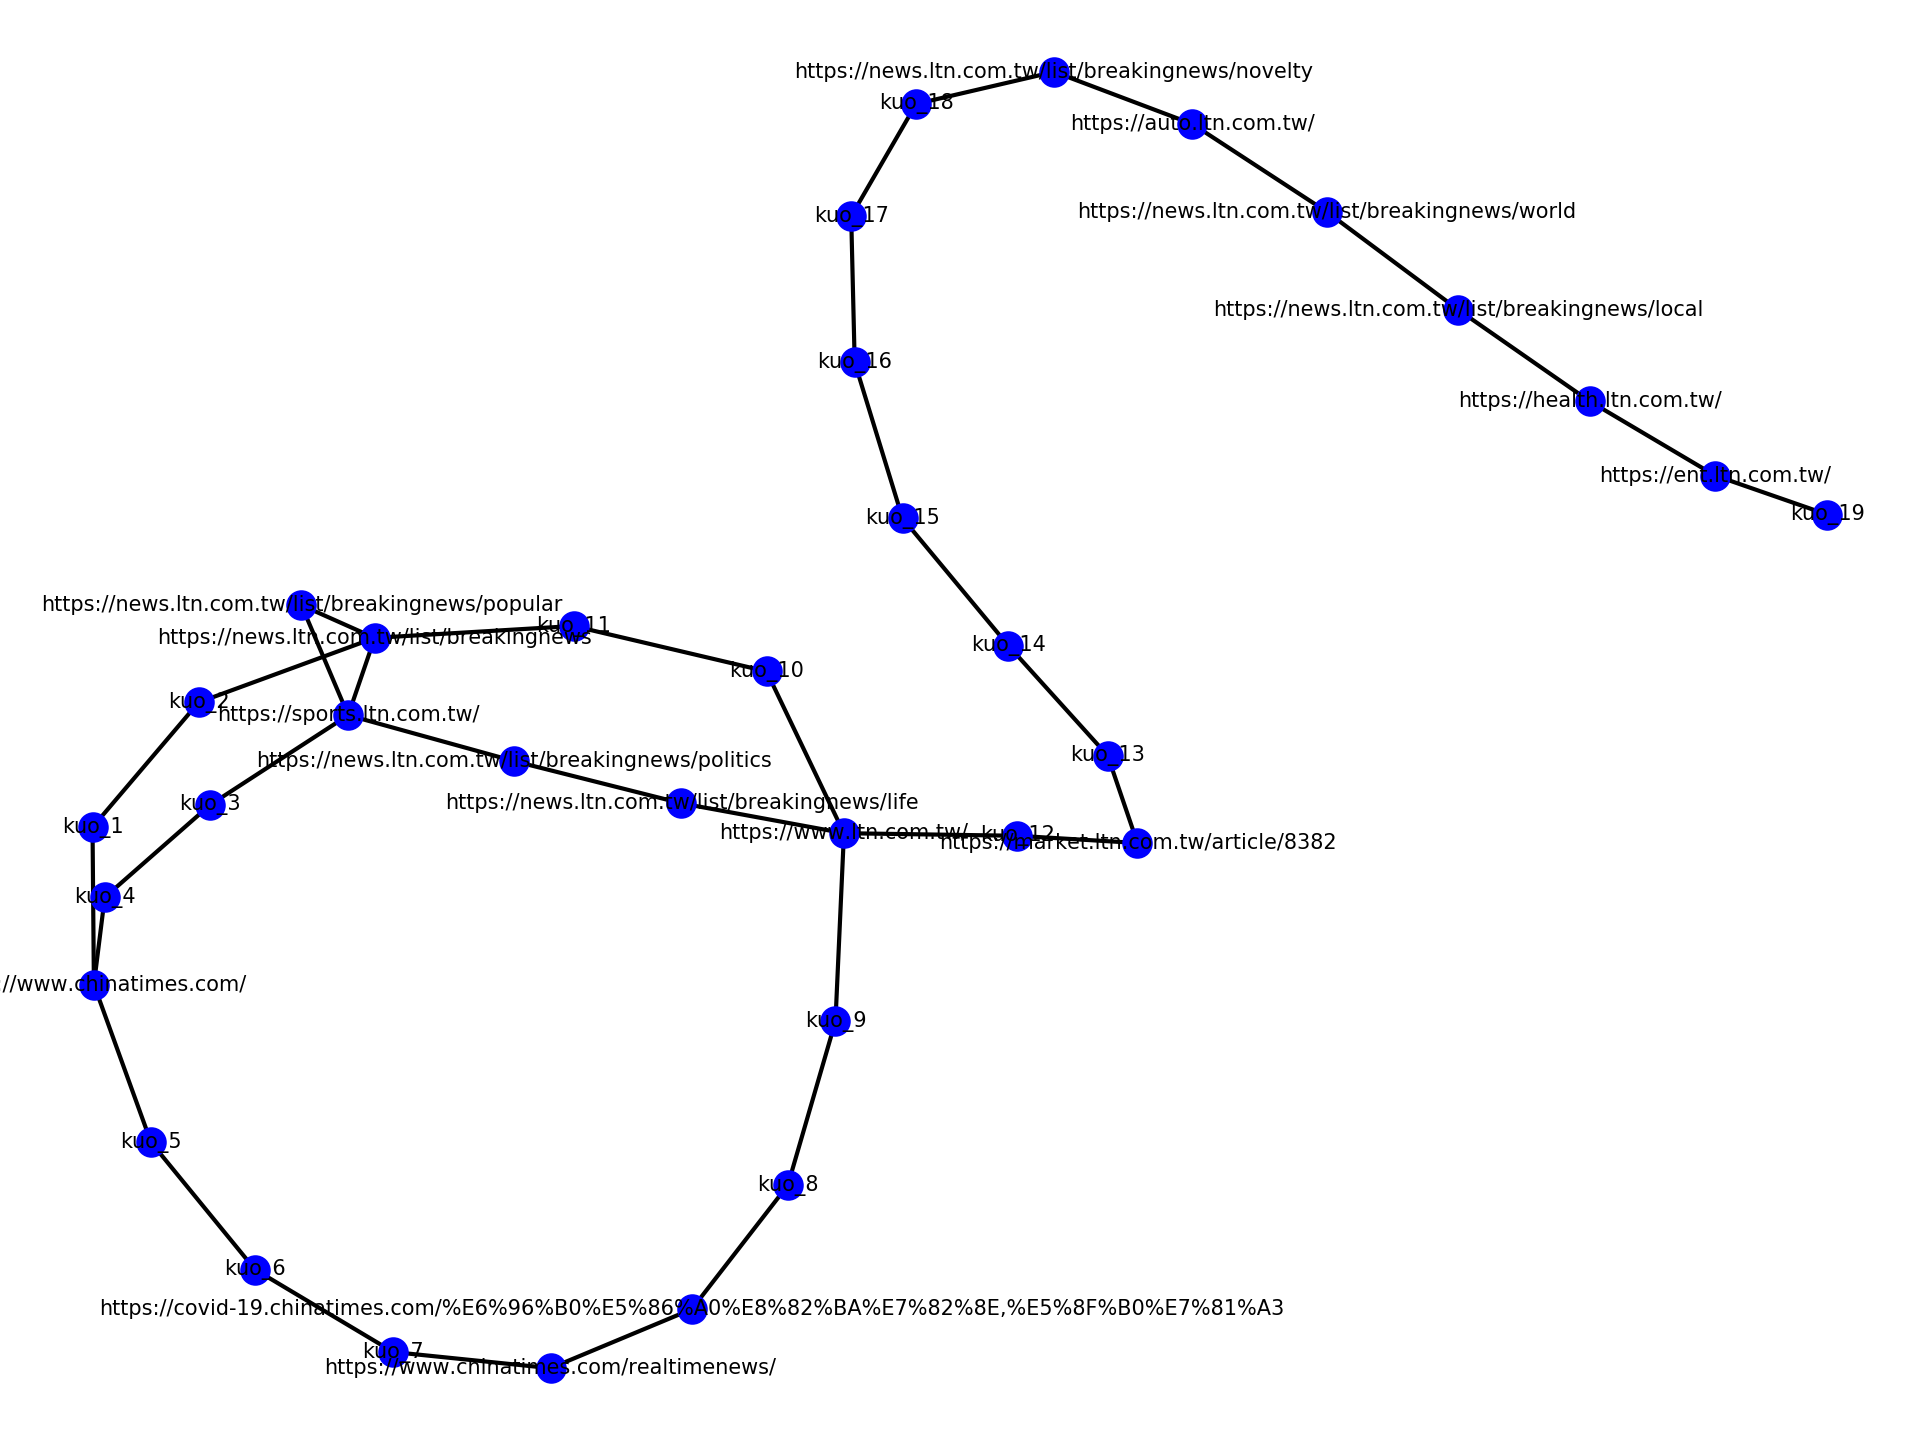 https://news.ltn.com.tw/list/breakingnews/novelty
kuo_18
https://auto.ltn.com.tw/
kuo_17
https://news.ltn.com.tw/list/breakingnews/world
https://news.ltn.com.tw/list/breakingnews/local
kuo_16
https://health.ltn.com.tw/
https://ent.ltn.com.tw/
kuo_19
kuo_15
https://news.ltn.com.tw/list/breakingnews/popular
kuo_11
https://news.ltn.com.tw/list/breakingnews
kuo_14
kuo_10
kuo_2
https://sports.ltn.com.tw/
kuo_13
https://news.ltn.com.tw/list/breakingnews/politics
kuo_3
https://news.ltn.com.tw/list/breakingnews/life
kuo_1
https://www.ltn.com.tw/
kuo_12
https://market.ltn.com.tw/article/8382
kuo_4
://www.chinatimes.com/
kuo_9
kuo_5
kuo_8
kuo_6
https://covid-19.chinatimes.com/%E6%96%B0%E5%86%A0%E8%82%BA%E7%82%8E,%E5%8F%B0%E7%81%A3
kuo_7
https://www.chinatimes.com/realtimenews/